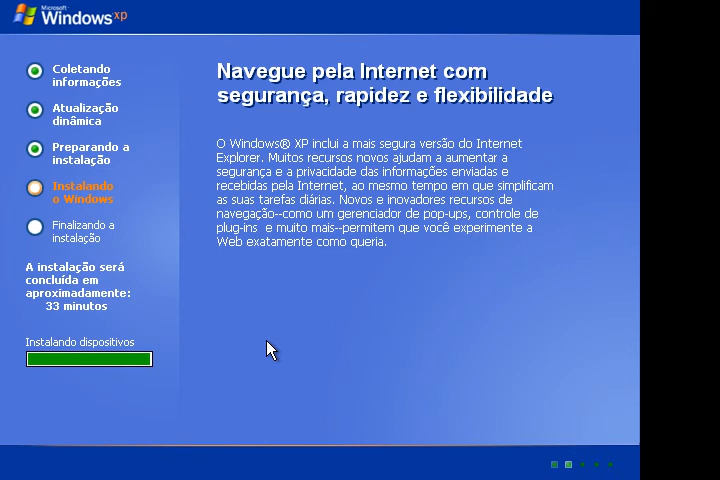 Microsoft
Windows xp
Coletando
informações
Atualização
dinâmica
Preparando a
instalação
Instalando
o Windows
Finalizando a
instalação
A instalação será
concluída em
aproximadamente:
33 minutos
Instalando dispositivos
Navegue pela Internet com
segurança, rapidez e flexibilidade
O Windows® XP inclui a mais segura versão do Internet
Explorer. Muitos recursos novos ajudam a aumentar a
segurança e a privacidade das informações enviadas e
recebidas pela Internet, ao mesmo tempo em que simplificam
as suas tarefas diárias. Novos e inovadores recursos de
navegação--como um gerenciador de pop-ups, controle de
plug-ins e muito mais--permitem que você experimente a
Web exatamente como queria.